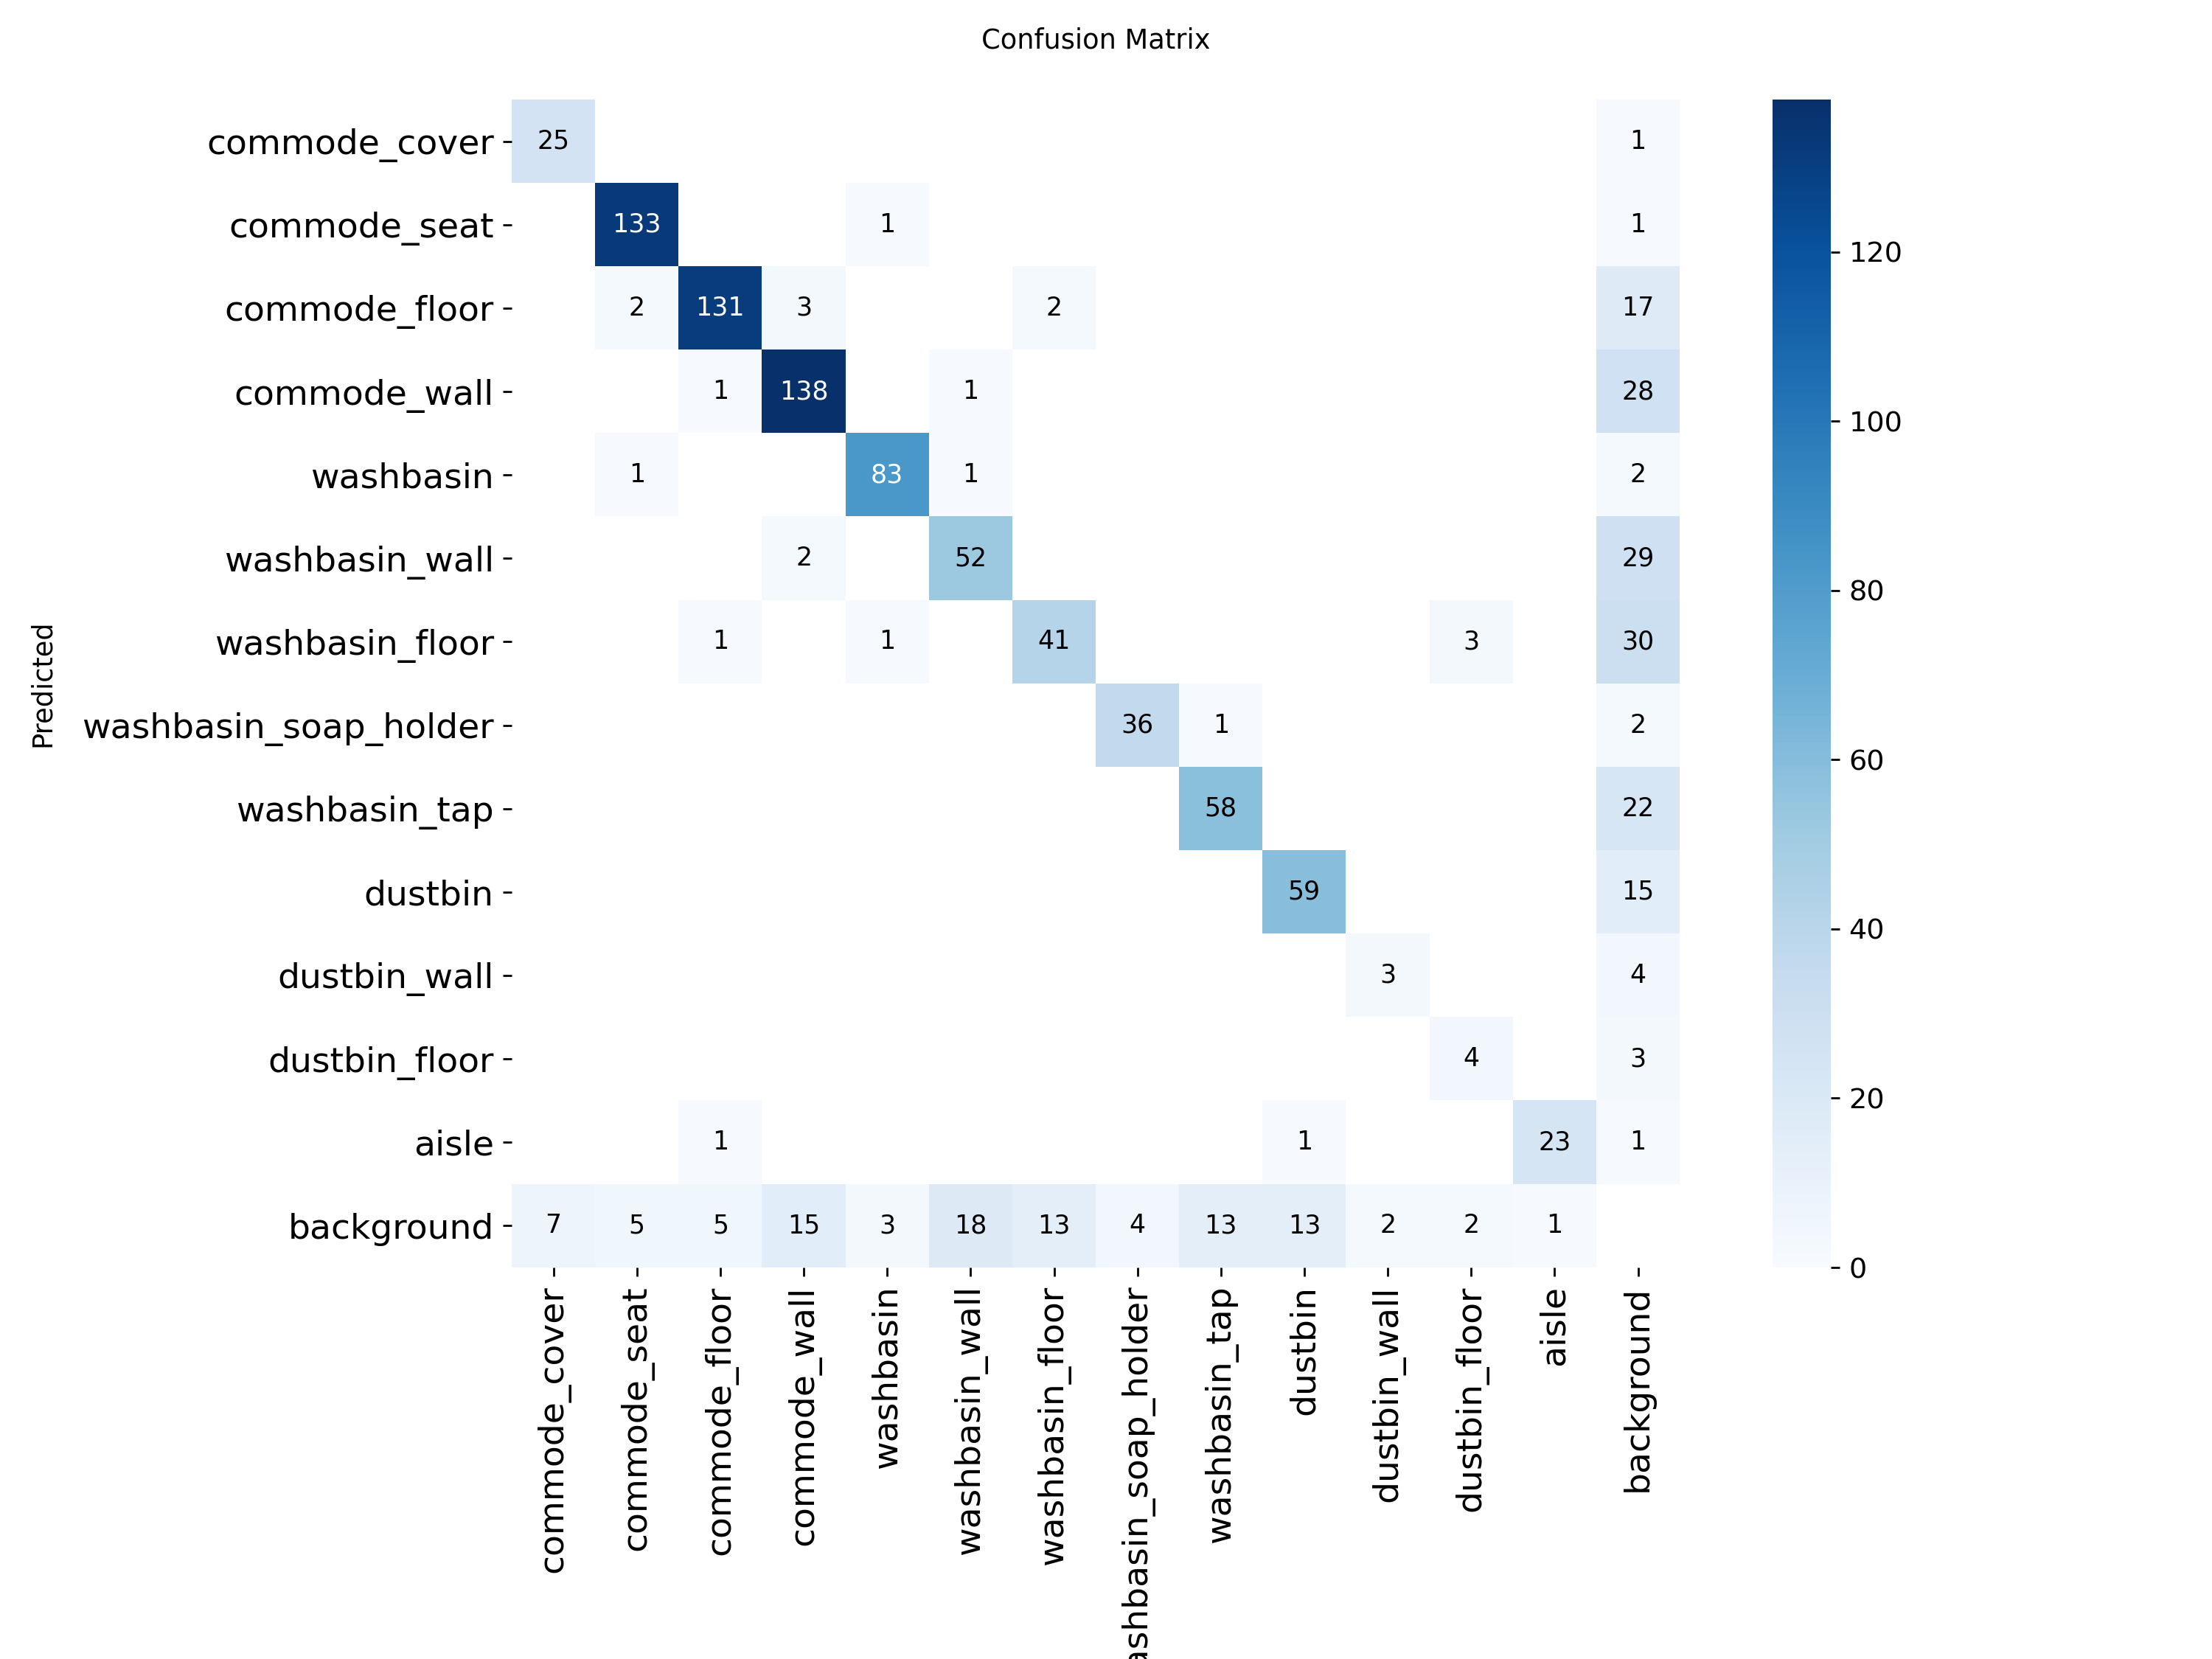 Confusion Matrix
commode_cover 25 1
commode_seat 133 1 1
120
commode_floor 2 131 3 2 17
commode_wall 1 138 1 28
100
washbasin 1 83 1 2
washbasin_wall 2 52 29
80
washbasin_floor 1 1 41 3 30
Predicted
washbasin_soap_holder 36 1 2
60
washbasin_tap 58 22
dustbin 59 15
40
dustbin_wall 3 4
dustbin_floor 4 3
20
aisle 1 1 23 1
background 7 5 5 15 3 18 13 4 13 13 2 2 1
0
commode_cover
commode_seat
commode_floor
commode_wall
washbasin
washbasin_wall
washbasin_floor
ashbasin_soap_holder
washbasin_tap
dustbin
dustbin_wall
dustbin_floor
aisle
background